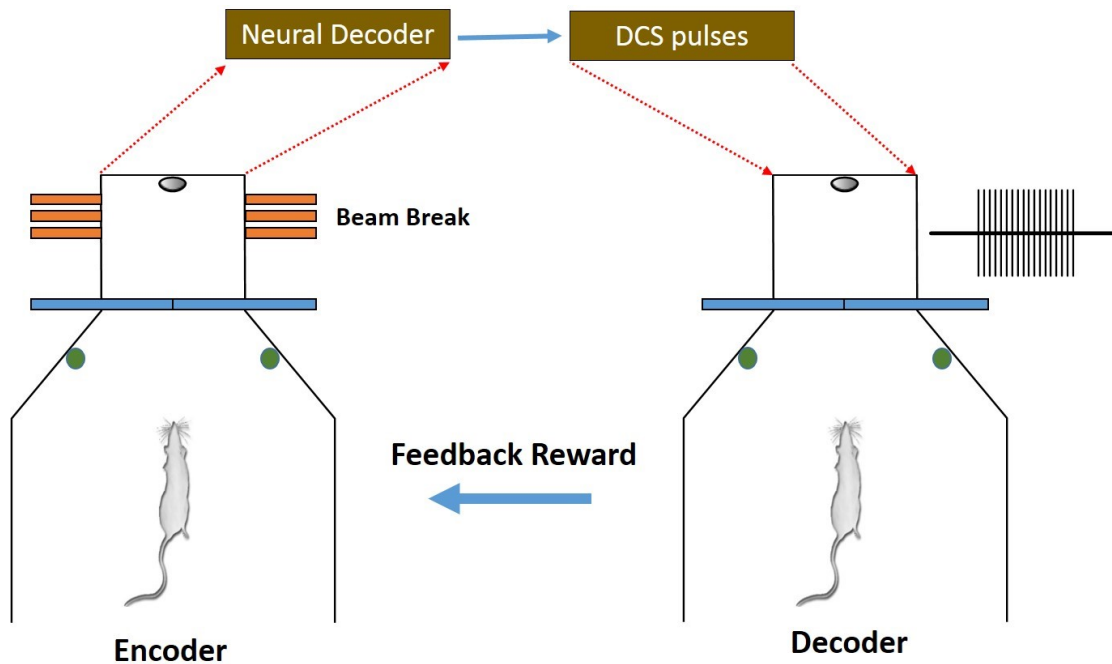 Neural Decoder
DCS pulses
Beam Break
Feedback Reward
Encoder
Decoder